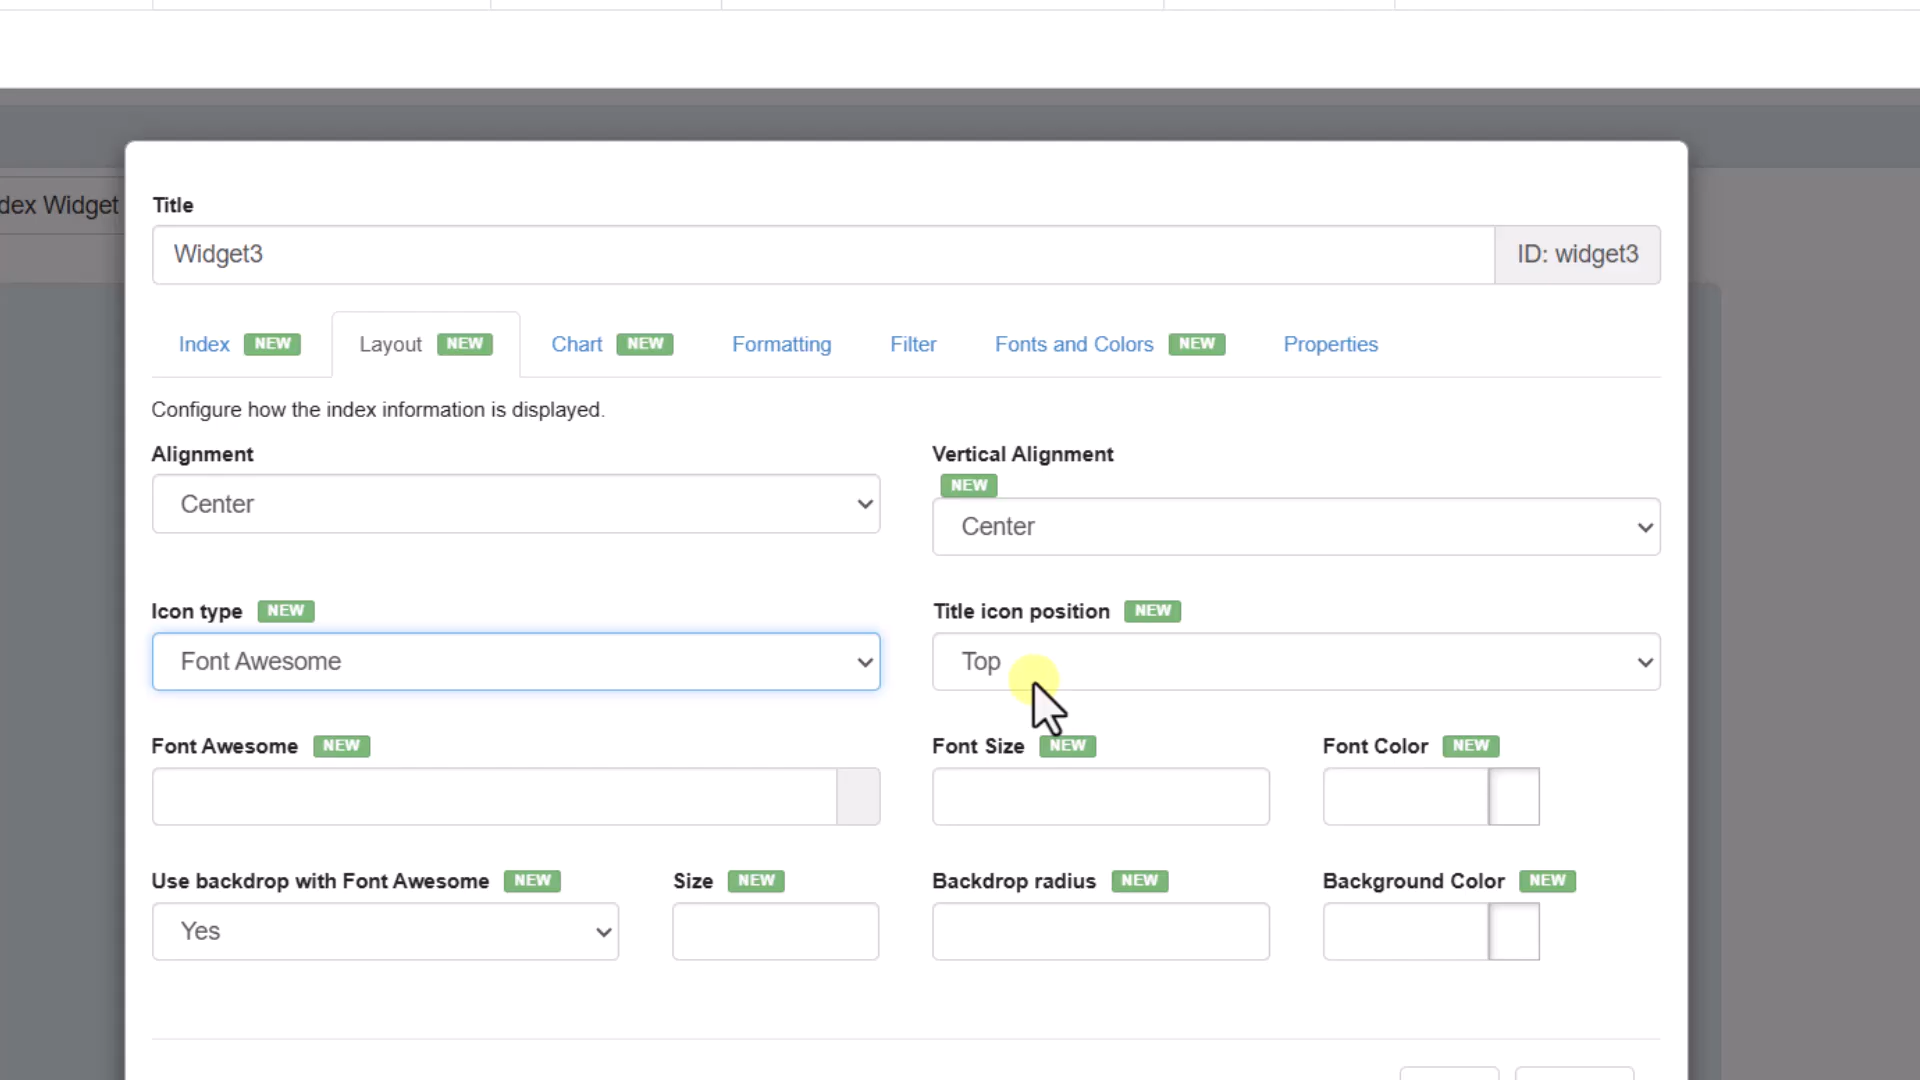 dex Widget
Title
Widget3 ID: widget3
Index NEW Layout NEW Chart NEW Formatting Filter Fonts and Colors NEW Properties
Configure how the index information is displayed.
Alignment Vertical Alignment
NEW
Center Center
Icon type NEW Title icon position NEW
Font Awesome Top
Font Awesome NEW Font Size NEW Font Color NEW
Use backdrop with Font Awesome NEW Size NEW Backdrop radius NEW Background Color NEW
Yes